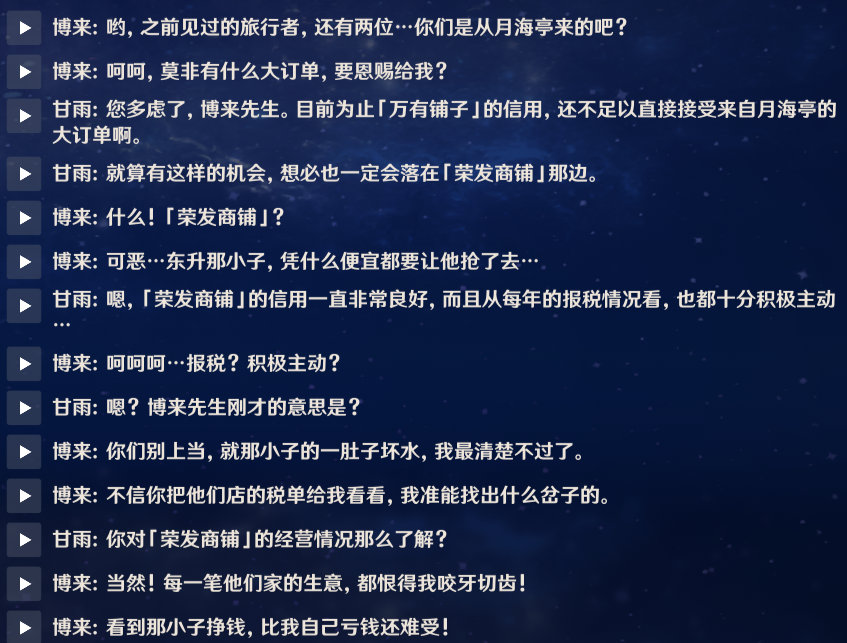 博来: 哟, 之前见过的旅行者, 还有两位…你们是从月海亭来的吧?
博来: 呵呵, 莫非有什么大订单, 要恩赐给我?
甘雨: 您多虑了, 博来先生。目前为止「万有铺子」的信用, 还不足以直接接受来自月海亭的
大订单啊。
甘雨: 就算有这样的机会, 想必也一定会落在「荣发商铺」那边。
博来: 什么!「荣发商铺」?
博来: 可恶…东升那小子, 凭什么便宜都要让他抢了去…
甘雨: 嗯,「荣发商铺」的信用一直非常良好, 而且从每年的报税情况看, 也都十分积极主动
…
博来: 呵呵呵…报税? 积极主动?
甘雨: 嗯? 博来先生刚才的意思是?
博来: 你们别上当, 就那小子的一肚子坏水, 我最清楚不过了。
博来: 不信你把他们店的税单给我看看, 我准能找出什么岔子的。
甘雨: 你对「荣发商铺」的经营情况那么了解?
博来: 当然! 每一笔他们家的生意, 都恨得我咬牙切齿!
博来: 看到那小子挣钱, 比我自己亏钱还难受!